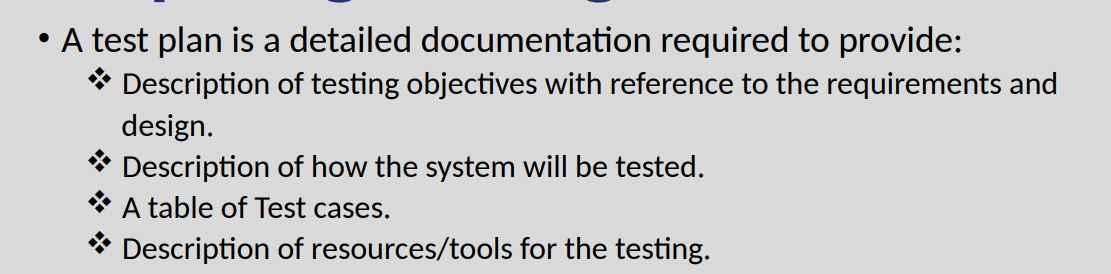 • A test plan is a detailed documentation required to provide:
❖ Description of testing objectives with reference to the requirements and
design.
❖ Description of how the system will be tested.
❖ A table of Test cases.
❖ Description of resources/tools for the testing.